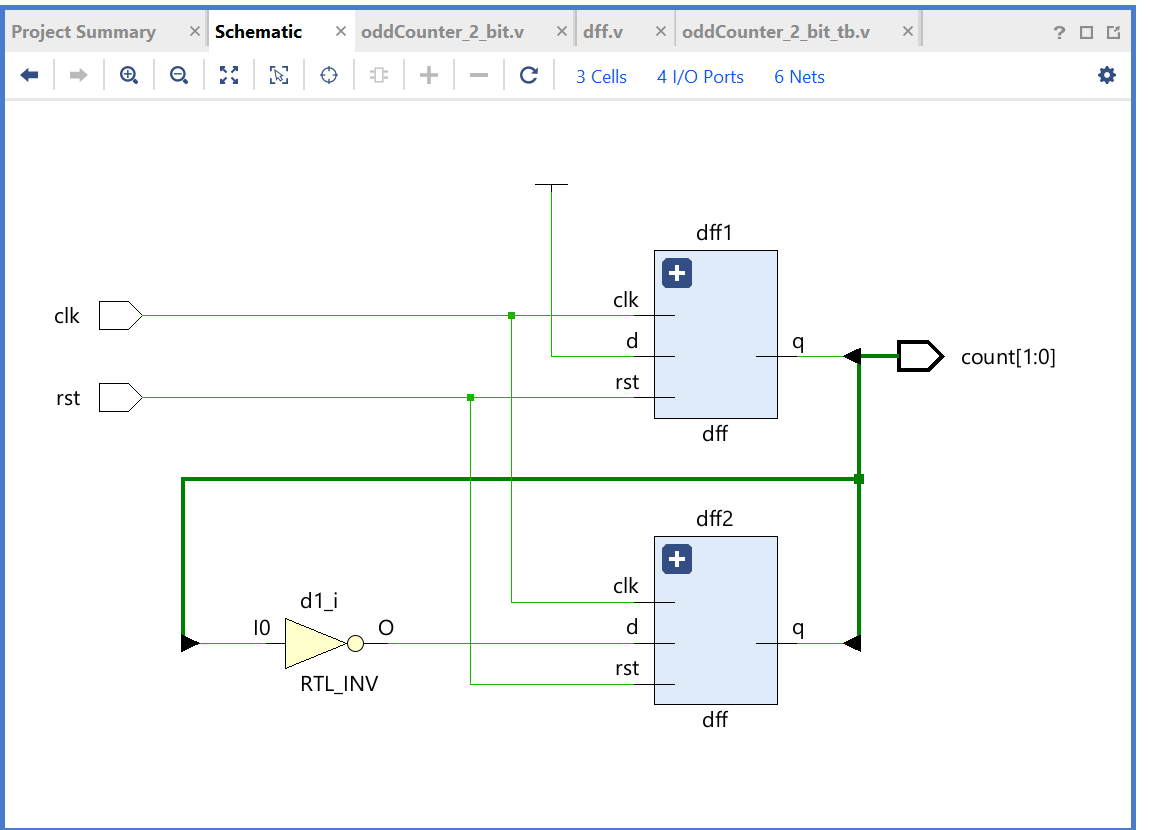 Project Summary × Schematic × oddCounter_2_bit.v × dff.v × oddCounter_2_bit_tb.v × ?
3 Cells 4 I/O Ports 6 Nets
dff1
clk
clk
d
q
count[1:0]
rst
rst
dff
dff2
clk
d1_i
I0
O
d
q
rst
RTL_INV
dff